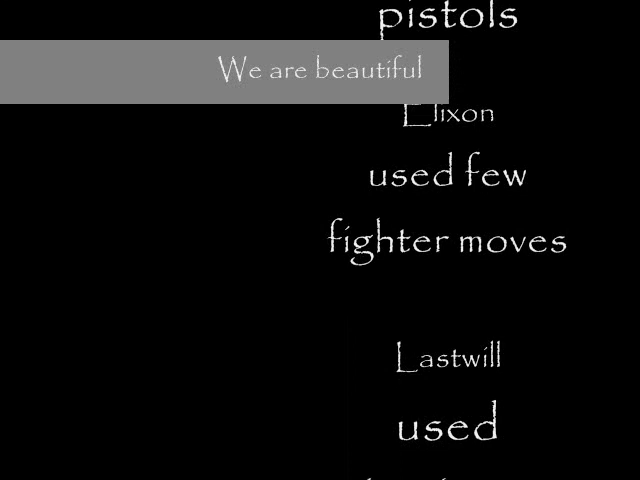 pistols
We are beautiful
Elixon
used few
fighter moves
Lastwill
used